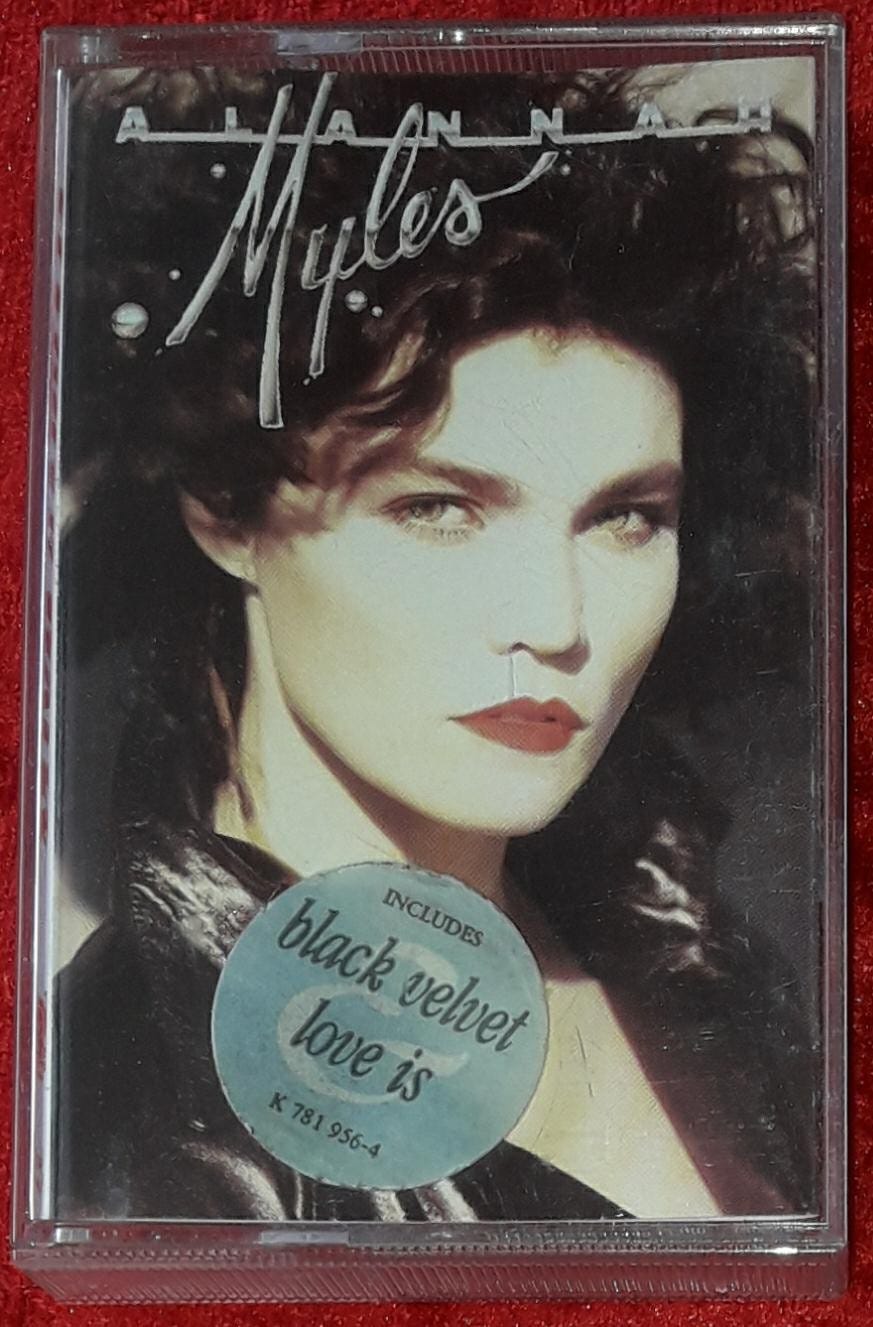 ALANNAH
Myles
INCLUDES
black velvet
&
love is
K 781 956-4